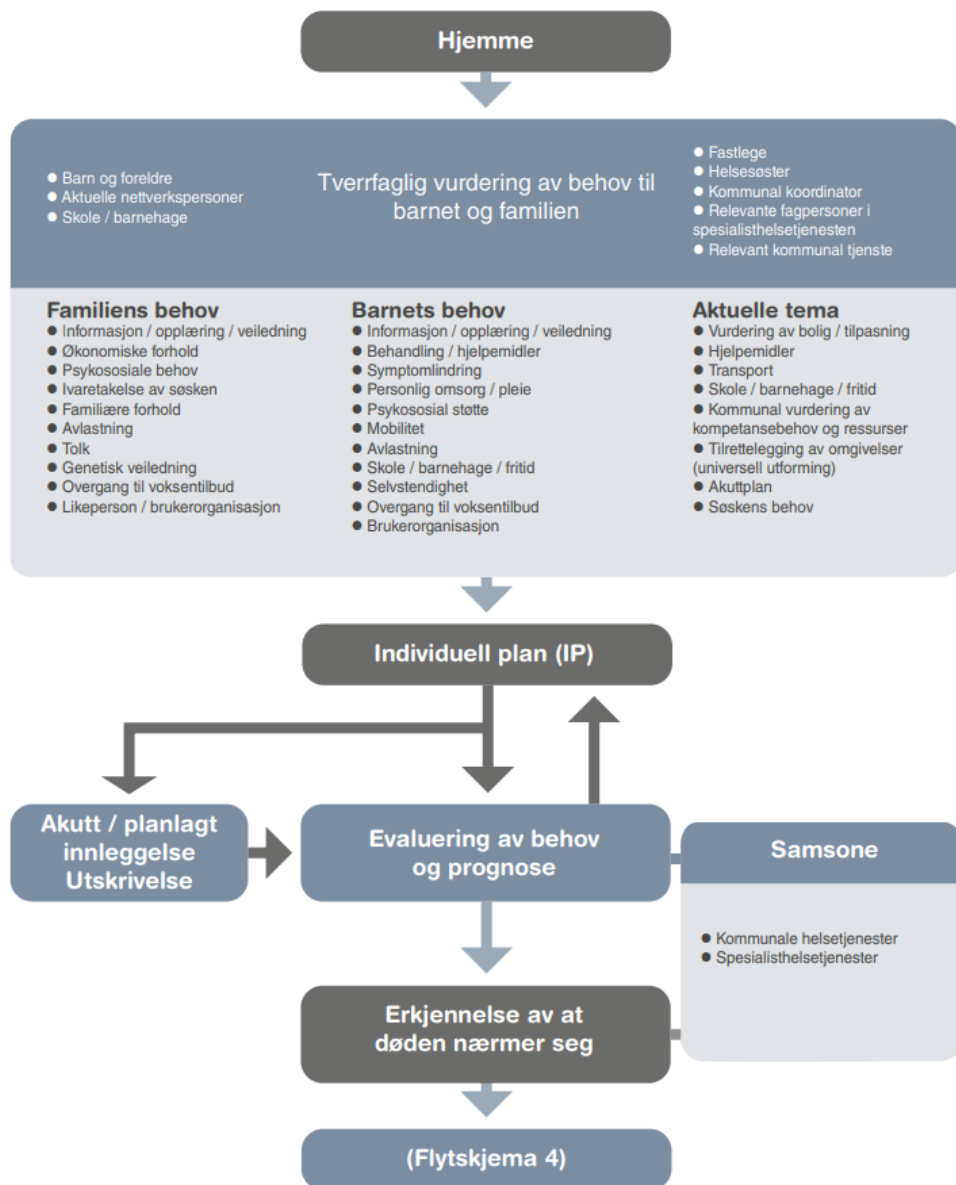 Hjemme
● Barn og foreldre
● Aktuelle nettverkspersoner
● Skole / barnehage
Tverrfaglig vurdering av behov til
barnet og familien
● Fastlege
● Helsesøster
● Kommunal koordinator
● Relevante fagpersoner i
spesialisthelsetjenesten
● Relevant kommunal tjenste
Familiens behov
● Informasjon / opplæring / veiledning
● Økonomiske forhold
● Psykososiale behov
● Ivaretakelse av søsken
● Familiære forhold
● Avlastning
● Tolk
● Genetisk veiledning
● Overgang til voksentilbud
● Likeperson / brukerorganisasjon
Barnets behov
● Informasjon / opplæring / veiledning
● Behandling / hjelpemidler
● Symptomlindring
● Personlig omsorg / pleie
● Psykososial støtte
● Mobilitet
● Avlastning
● Skole / barnehage / fritid
● Selvstendighet
● Overgang til voksentilbud
● Brukerorganisasjon
Aktuelle tema
● Vurdering av bolig / tilpasning
● Hjelpemidler
● Transport
● Skole / barnehage / fritid
● Kommunal vurdering av
kompetansebehov og ressurser
● Tilrettelegging av omgivelser
(universell utforming)
● Akuttplan
● Søskens behov
Individuell plan (IP)
Akutt / planlagt
innleggelse
Utskrivelse
Evaluering av behov
og prognose
Samsone
● Kommunale helsetjenester
● Spesialisthelsetjenester
Erkjennelse av at
døden nærmer seg
(Flytskjema 4)